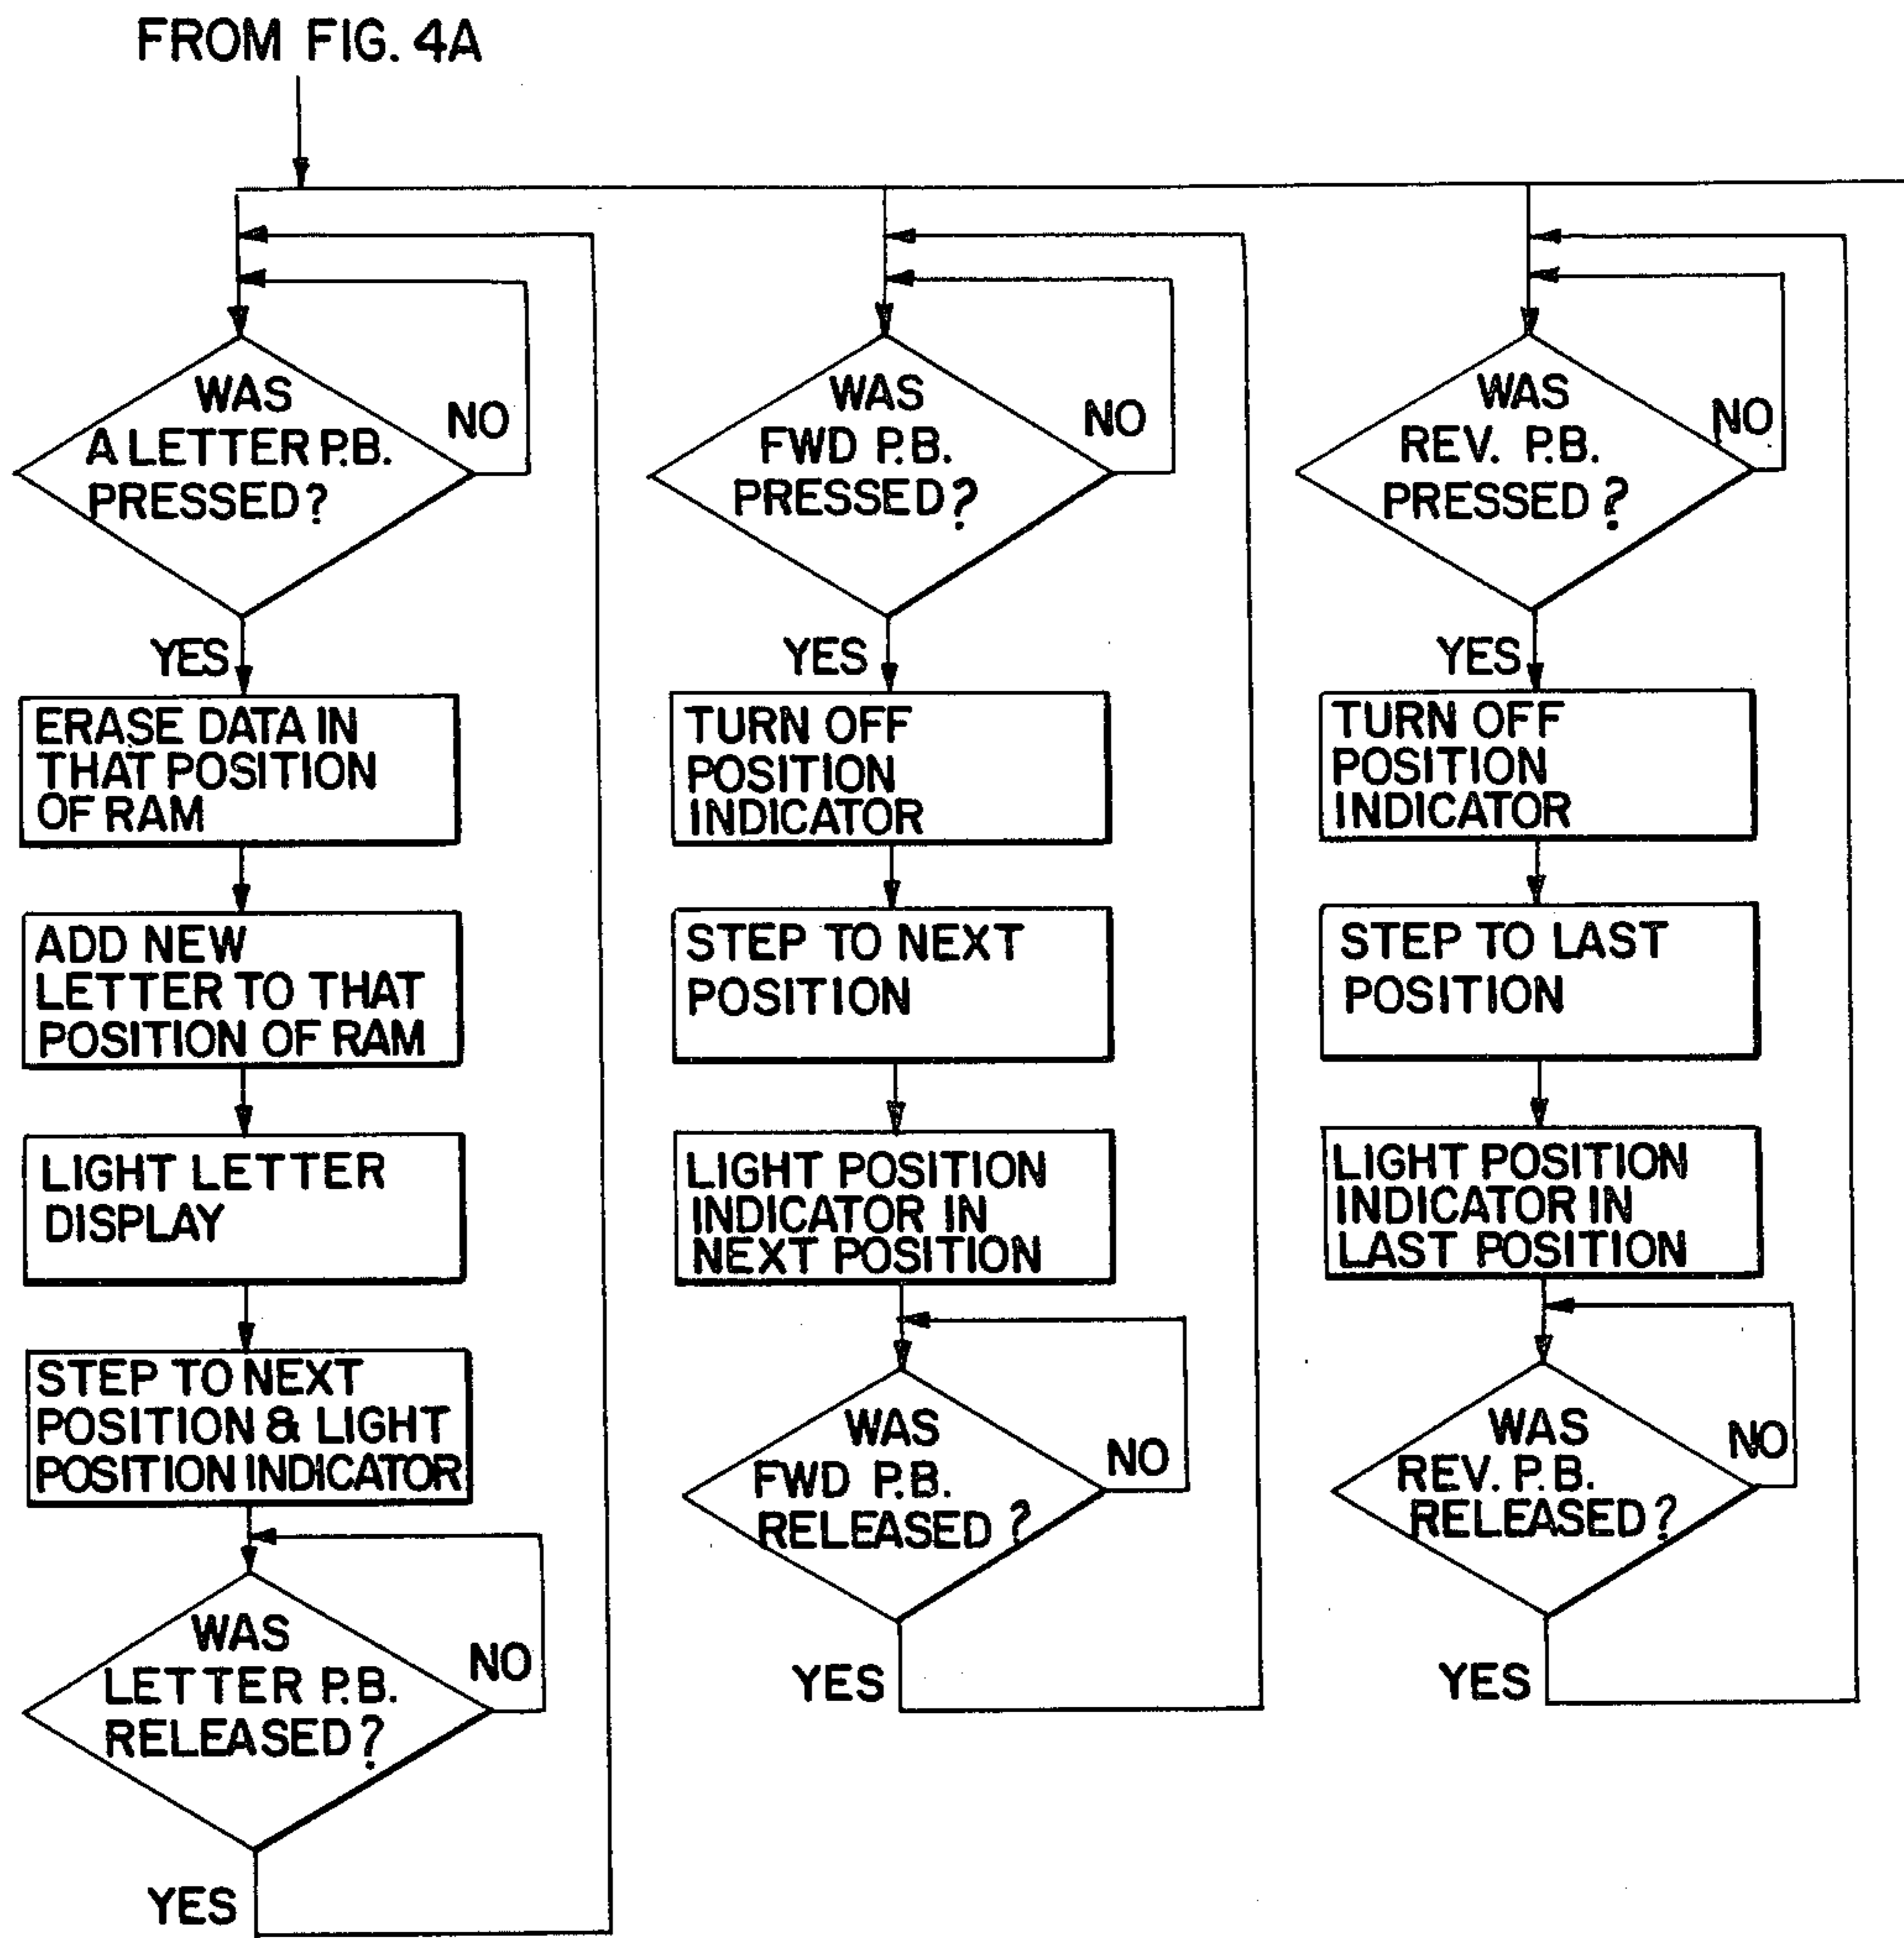 FROM FIG. 4A
WAS
A LETTER P.B.
PRESSED?
NO
YES
ERASE DATA IN
THAT POSITION
OF RAM
ADD NEW
LETTER TO THAT
POSITION OF RAM
LIGHT LETTER
DISPLAY
STEP TO NEXT
POSITION & LIGHT
POSITION INDICATOR
WAS
LETTER P.B.
RELEASED?
NO
YES
WAS
FWD P.B.
PRESSED?
NO
YES
TURN OFF
POSITION
INDICATOR
STEP TO NEXT
POSITION
LIGHT POSITION
INDICATOR IN
NEXT POSITION
WAS
FWD P.B.
RELEASED?
NO
YES
WAS
REV. P.B.
PRESSED?
NO
YES
TURN OFF
POSITION
INDICATOR
STEP TO LAST
POSITION
LIGHT POSITION
INDICATOR IN
LAST POSITION
WAS
REV. P.B.
RELEASED?
NO
YES